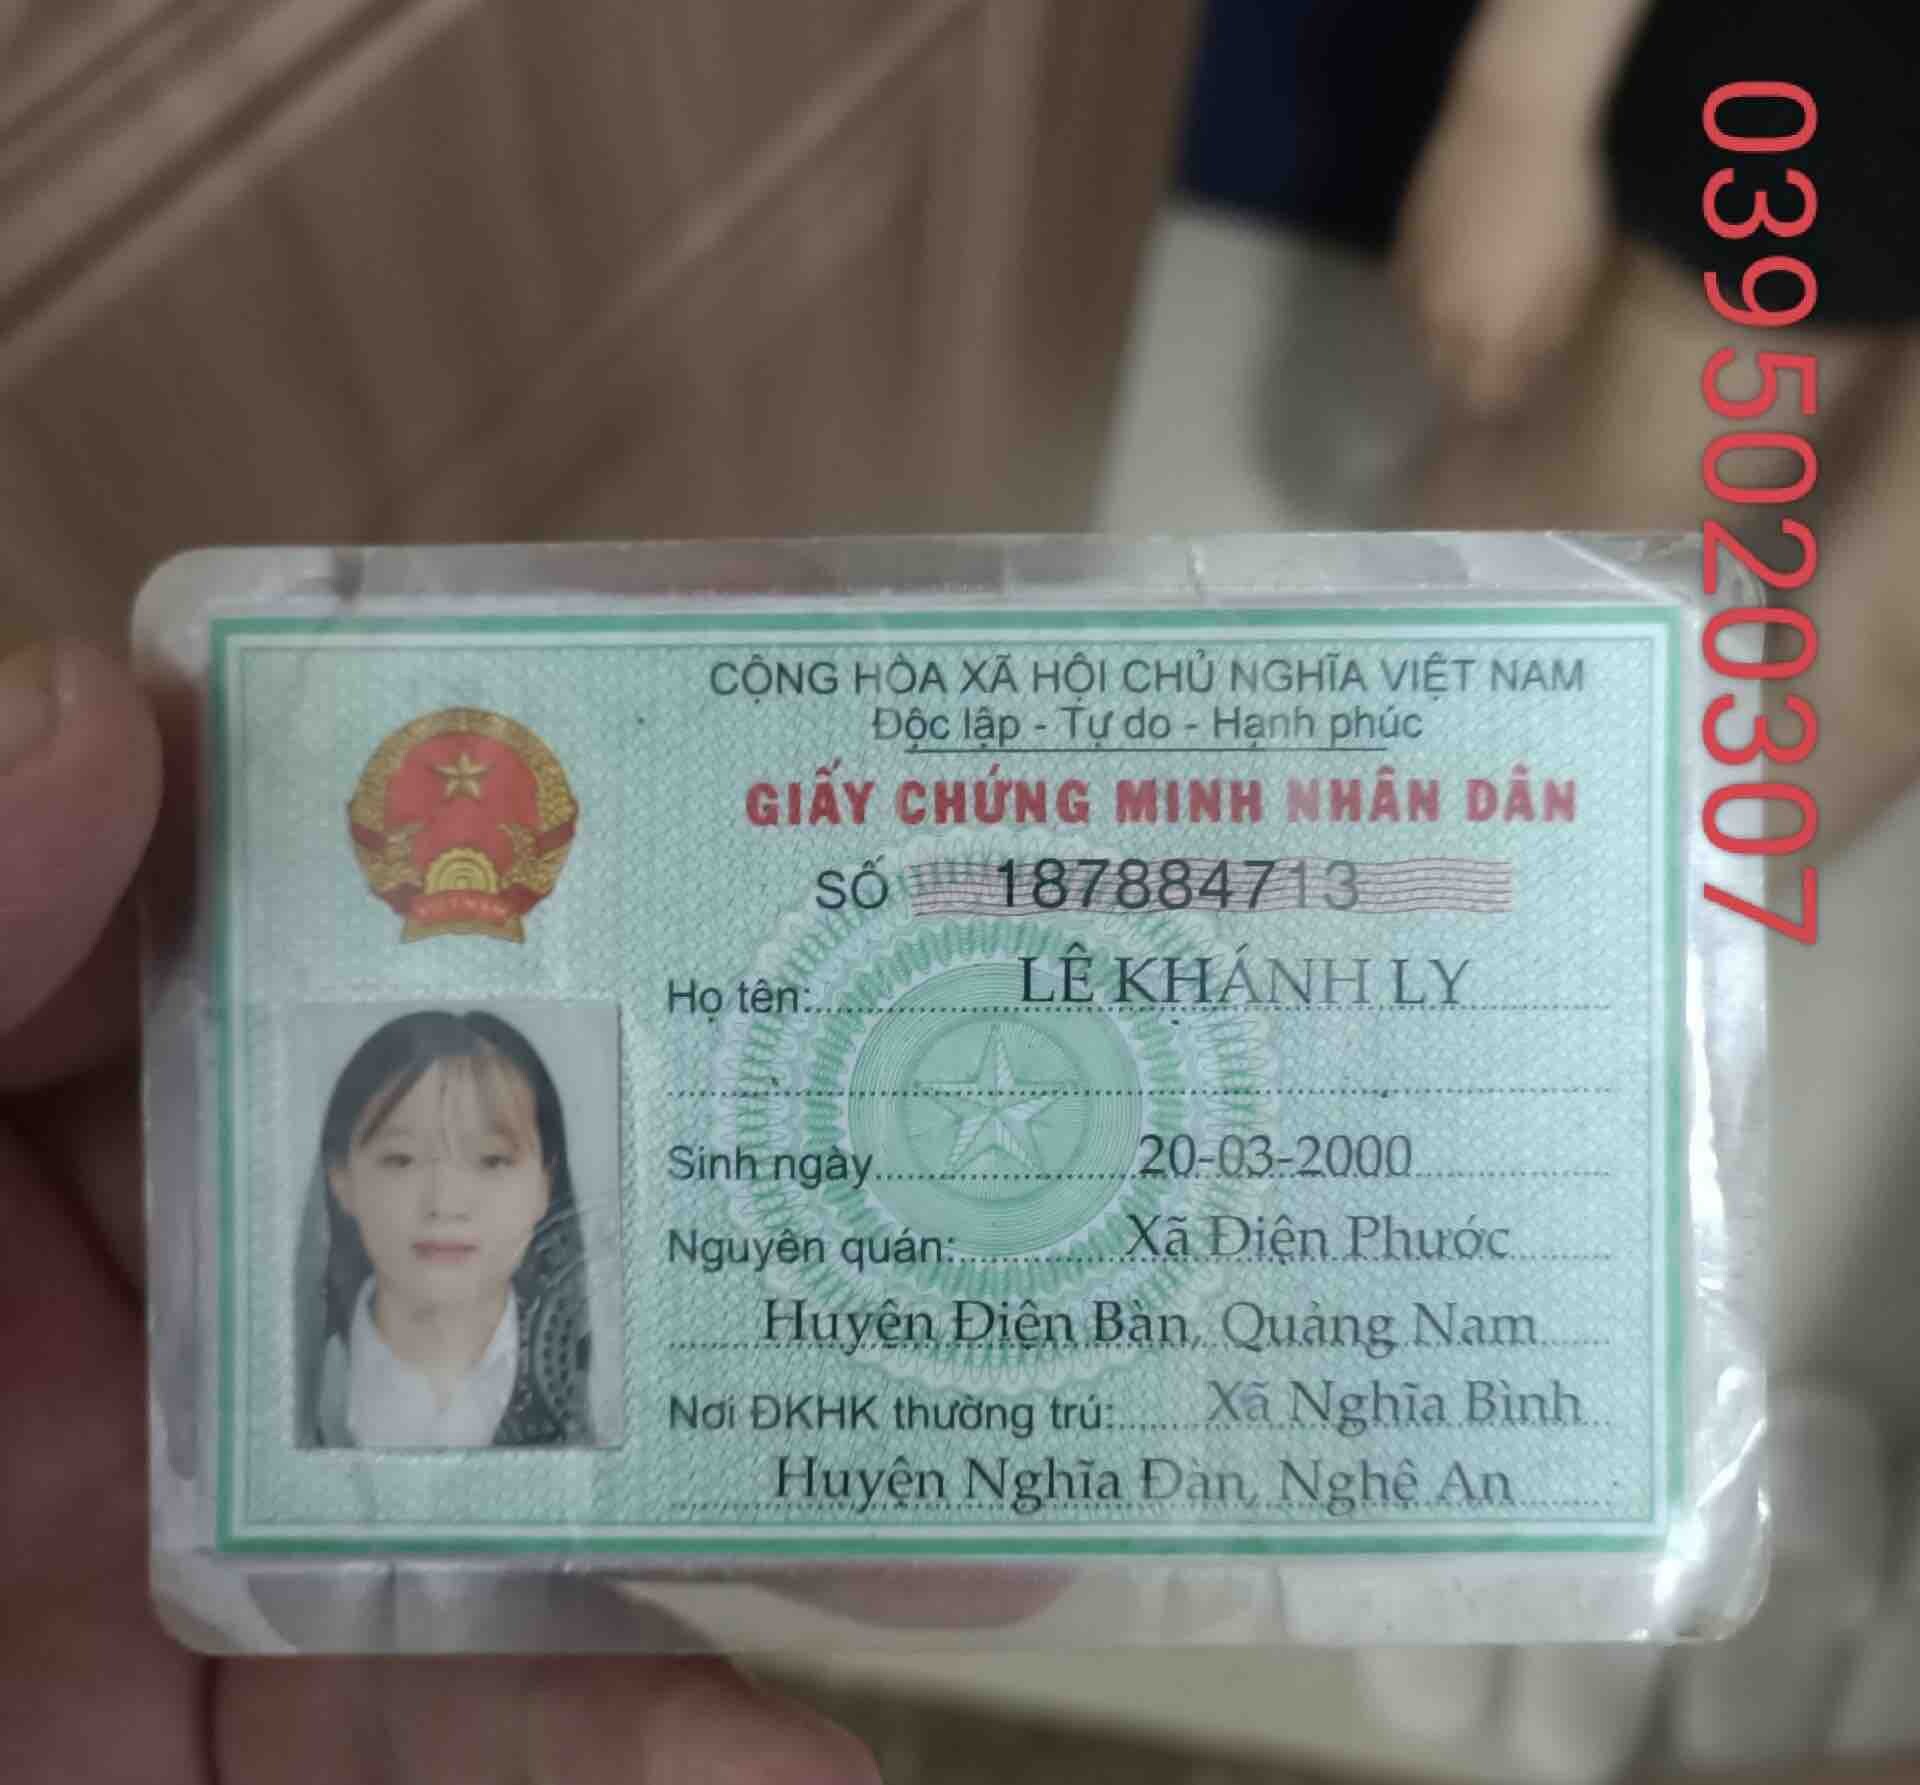 CỘNG HÒA XÃ HỘI CHỦ NGHĨA VIỆT NAM
Độc lập - Tự do - Hạnh phúc
GIẤY CHỨNG MINH NHÂN DÂN
SỐ 187884713
Họ tên: LÊ KHÁNH LY
Sinh ngày 20-03-2000
Nguyên quán: Xã Điện Phước
Huyện Điện Bàn, Quảng Nam
Nơi ĐKHK thường trú: Xã Nghĩa Bình
Huyện Nghĩa Đàn, Nghệ An
VIỆT NAM
0395020307